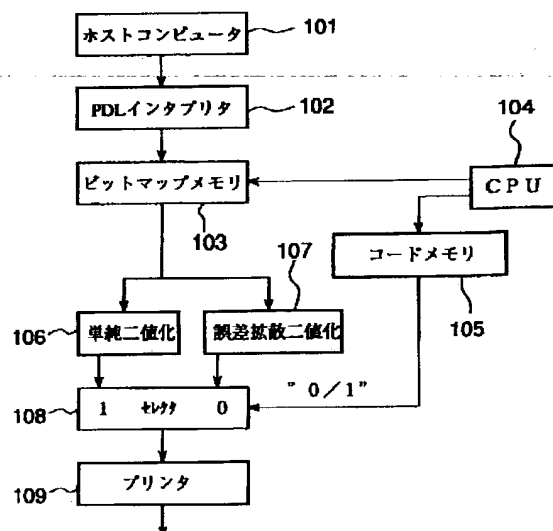 ホストコンピュータ
101
PDLインタプリタ
102
104
ビットマップメモリ
CPU
103
コードメモリ
107
105
106
単純二値化
誤差拡散二値化
"0/1"
108
1 セレクタ 0
プリンタ
109